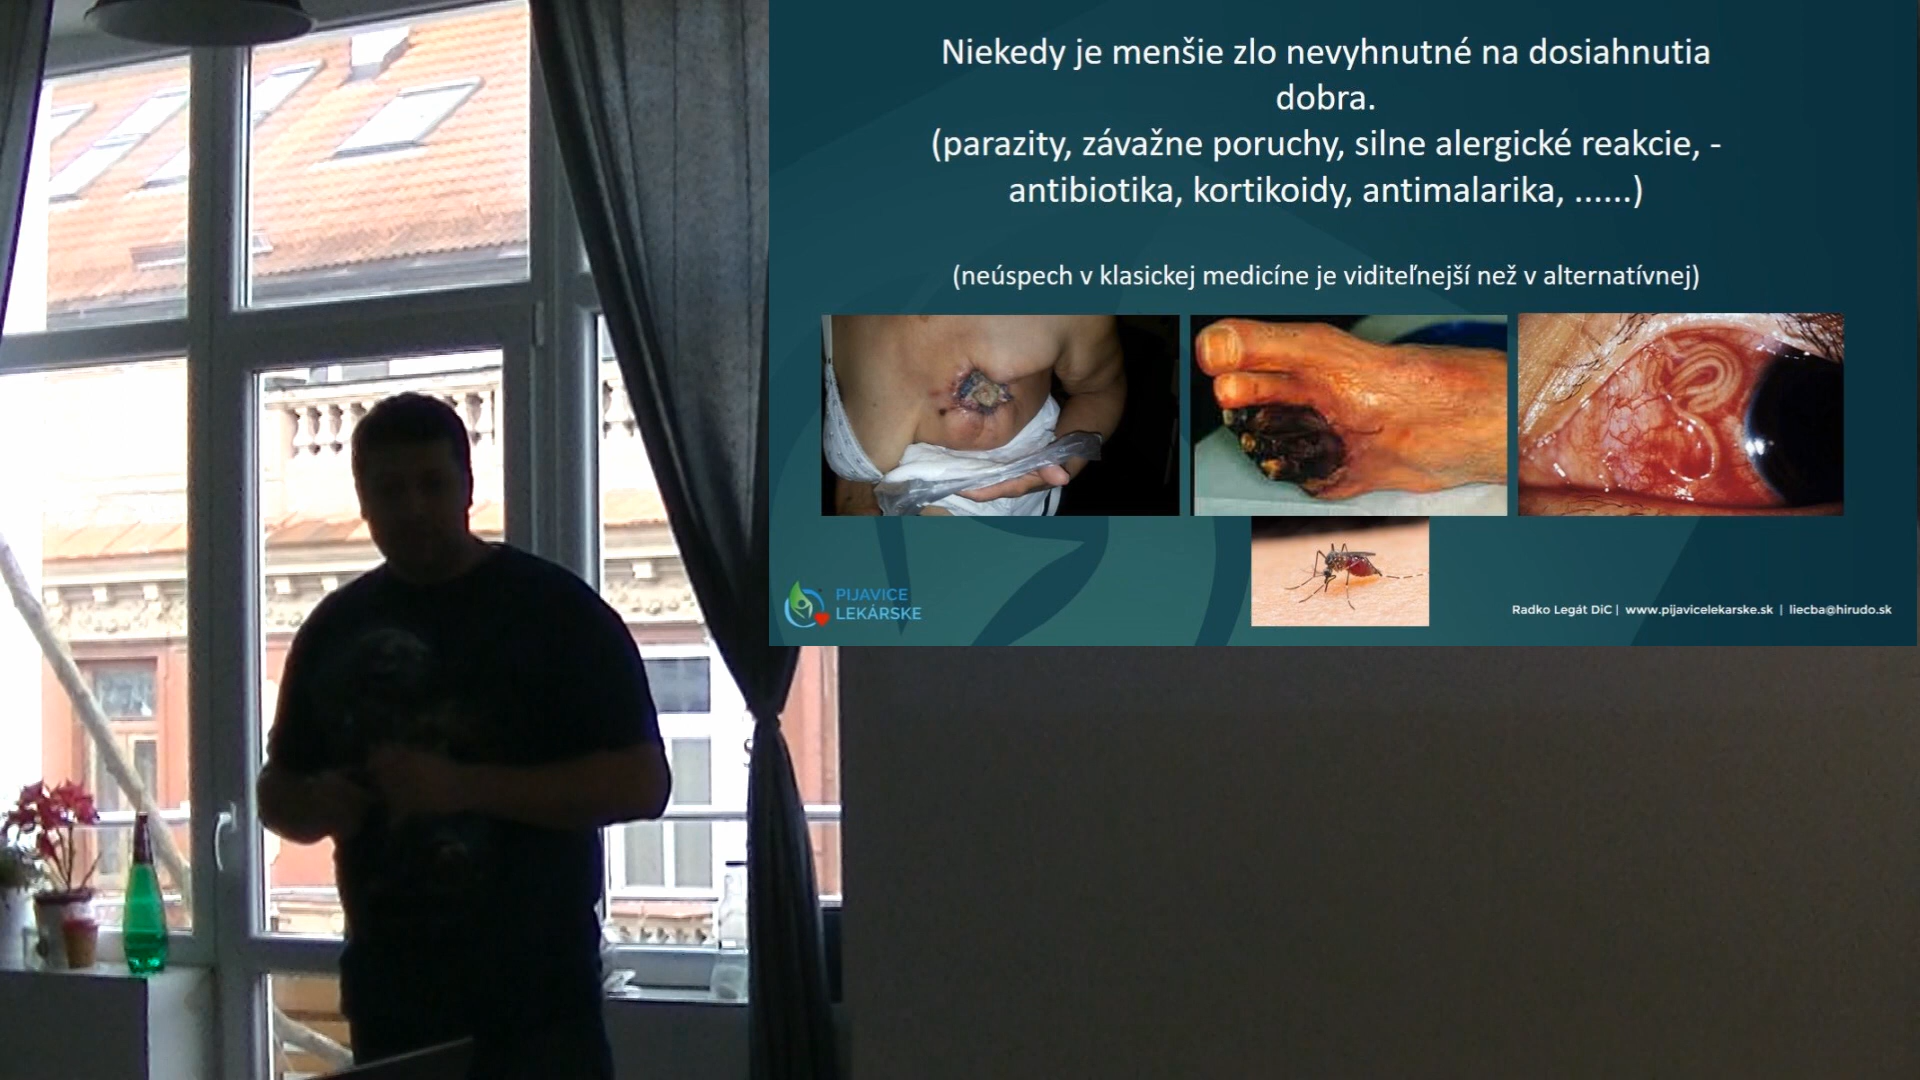 Niekedy je menšie zlo nevyhnutné na dosiahnutia
dobra.
(parazity, závažne poruchy, silne alergické reakcie, -
antibiotika, kortikoidy, antimalarika, ......)
(neúspech v klasickej medicíne je viditeľnejší než v alternatívnej)
PIJAVICE
LEKÁRSKE
Radko Legát DiC | www.pijavicelekarske.sk | liecba@hirudo.sk